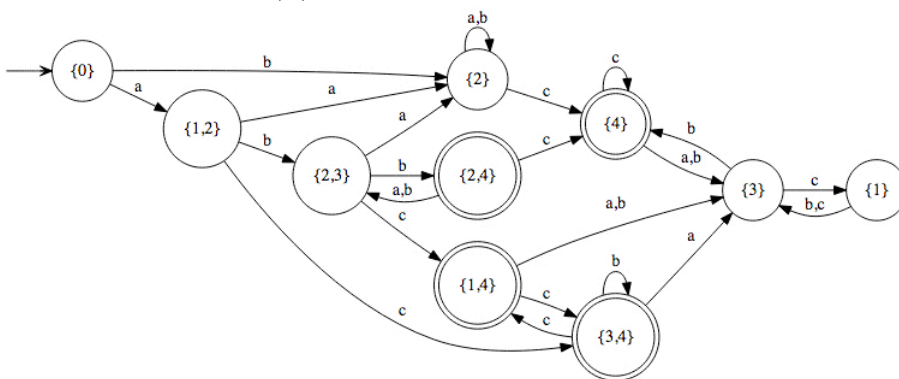 a,b
{0}
b
{2}
c
c
a
a
{4}
{1,2}
a
b
b
a,b
{2,3}
b
{2,4}
c
a,b
{3}
c
{1}
b,c
c
a,b
a
{1,4}
b
c
c
c
{3,4}